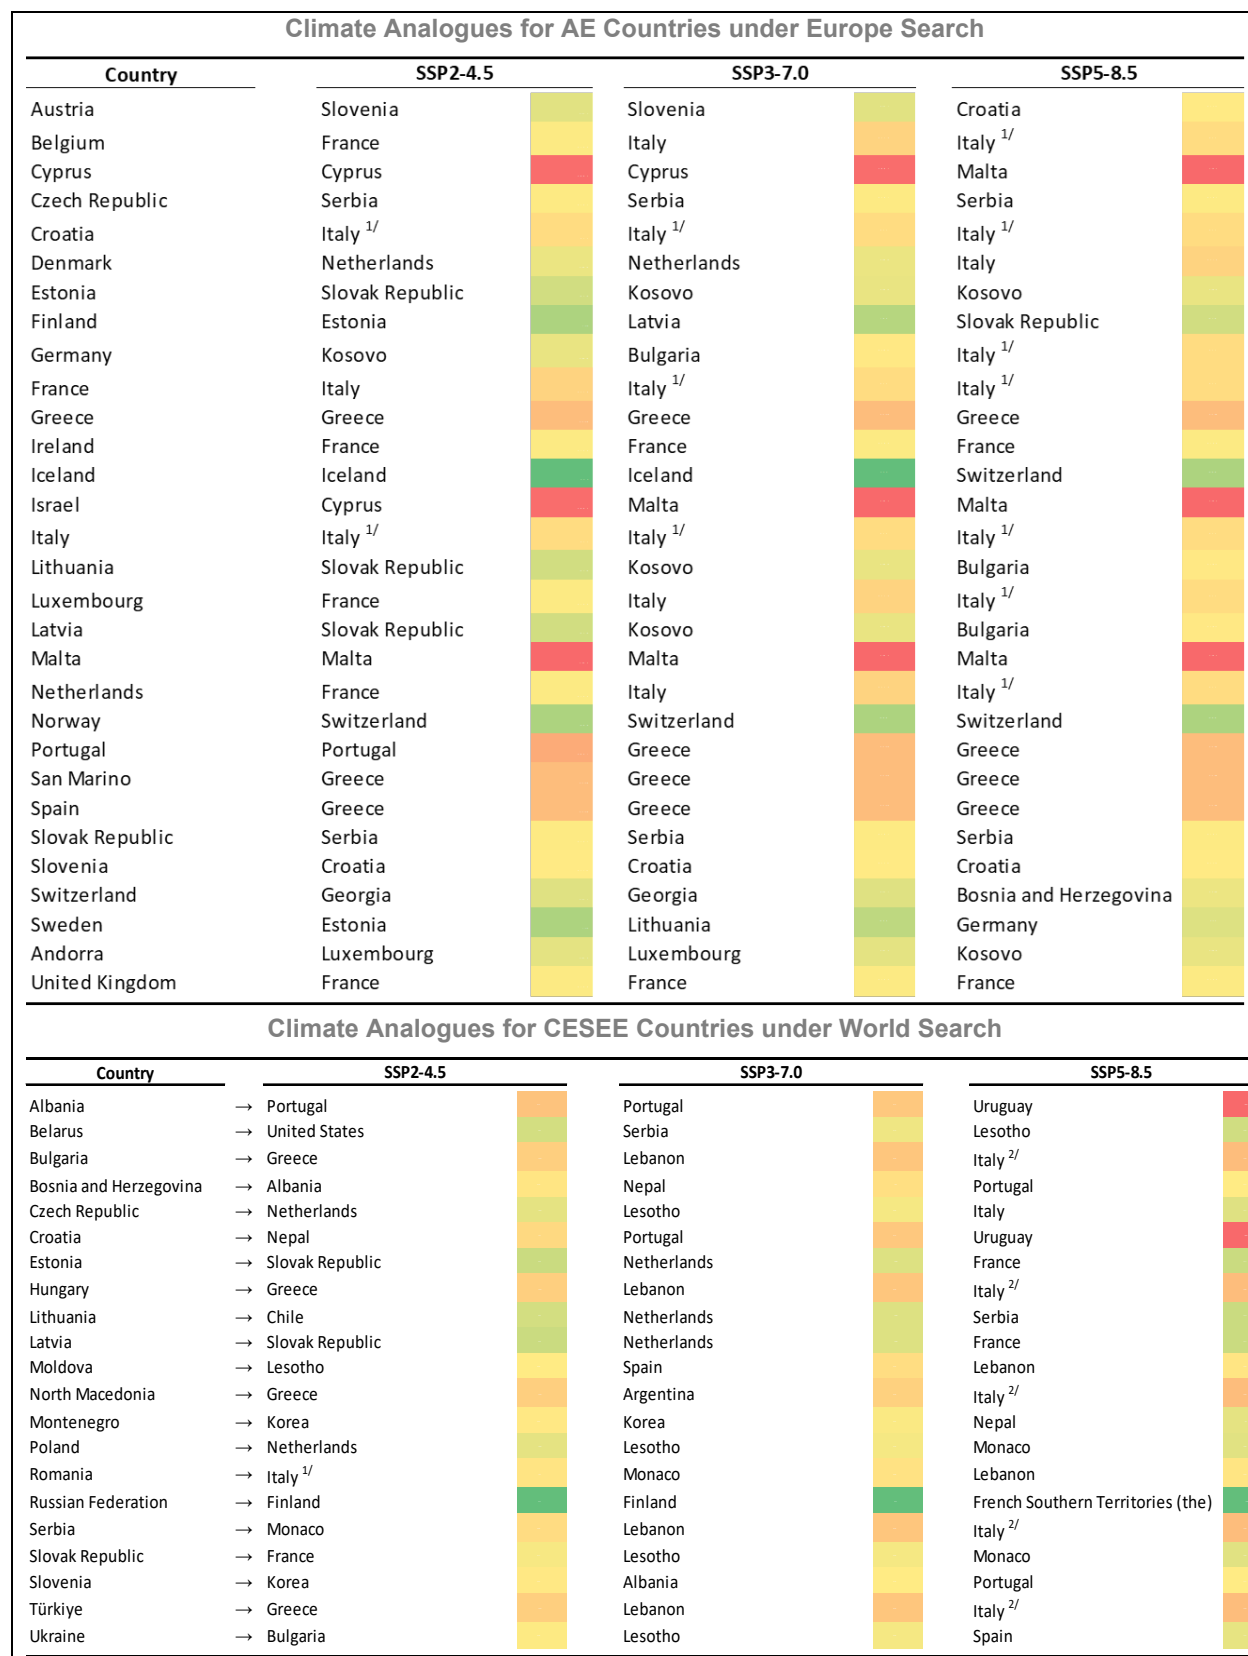 Climate Analogues for AE Countries under Europe Search
Country SSP2-4.5 SSP3-7.0 SSP5-8.5
Austria Slovenia Slovenia Croatia
Belgium France Italy Italy 1/
Cyprus Cyprus Cyprus Malta
Czech Republic Serbia Serbia Serbia
Croatia Italy 1/ Italy 1/ Italy 1/
Denmark Netherlands Netherlands Italy
Estonia Slovak Republic Kosovo Kosovo
Finland Estonia Latvia Slovak Republic
Germany Kosovo Bulgaria Italy 1/
France Italy Italy 1/ Italy 1/
Greece Greece Greece Greece
Ireland France France France
Iceland Iceland Iceland Switzerland
Israel Cyprus Malta Malta
Italy Italy 1/ Italy 1/ Italy 1/
Lithuania Slovak Republic Kosovo Bulgaria
Luxembourg France Italy Italy 1/
Latvia Slovak Republic Kosovo Bulgaria
Malta Malta Malta Malta
Netherlands France Italy Italy 1/
Norway Switzerland Switzerland Switzerland
Portugal Portugal Greece Greece
San Marino Greece Greece Greece
Spain Greece Greece Greece
Slovak Republic Serbia Serbia Serbia
Slovenia Croatia Croatia Croatia
Switzerland Georgia Georgia Bosnia and Herzegovina
Sweden Estonia Lithuania Germany
Andorra Luxembourg Luxembourg Kosovo
United Kingdom France France France
Climate Analogues for CESEE Countries under World Search
Country SSP2-4.5 SSP3-7.0 SSP5-8.5
Albania → Portugal Portugal Uruguay
Belarus → United States Serbia Lesotho
Bulgaria → Greece Lebanon Italy 2/
Bosnia and Herzegovina → Albania Nepal Portugal
Czech Republic → Netherlands Lesotho Italy
Croatia → Nepal Portugal Uruguay
Estonia → Slovak Republic Netherlands France
Hungary → Greece Lebanon Italy 2/
Lithuania → Chile Netherlands Serbia
Latvia → Slovak Republic Netherlands France
Moldova → Lesotho Spain Lebanon
North Macedonia → Greece Argentina Italy 2/
Montenegro → Korea Korea Nepal
Poland → Netherlands Lesotho Monaco
Romania → Italy 1/ Monaco Lebanon
Russian Federation → Finland Finland French Southern Territories (the)
Serbia → Monaco Lebanon Italy 2/
Slovak Republic → France Lesotho Monaco
Slovenia → Korea Albania Portugal
Türkiye → Greece Lebanon Italy 2/
Ukraine → Bulgaria Lesotho Spain